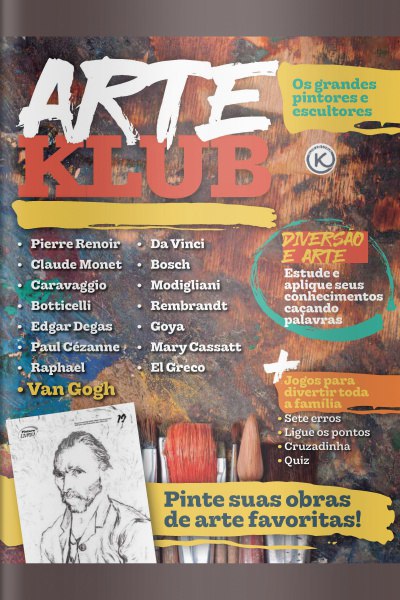 ARTE
KLUB
Os grandes
pintores e
escultores
K
• Pierre Renoir
• Claude Monet
• Caravaggio
• Botticelli
• Edgar Degas
• Paul Cézanne
• Raphael
• Van Gogh
• Da Vinci
• Bosch
• Modigliani
• Rembrandt
• Goya
• Mary Cassatt
• El Greco
DIVERSÃO
E ARTE
Estude e
aplique seus
conhecimentos
caçando
palavras
+
Jogos para
divertir toda
a família
• Sete erros
• Ligue os pontos
• Cruzadinha
• Quiz
19
Pinte suas obras
de arte favoritas!